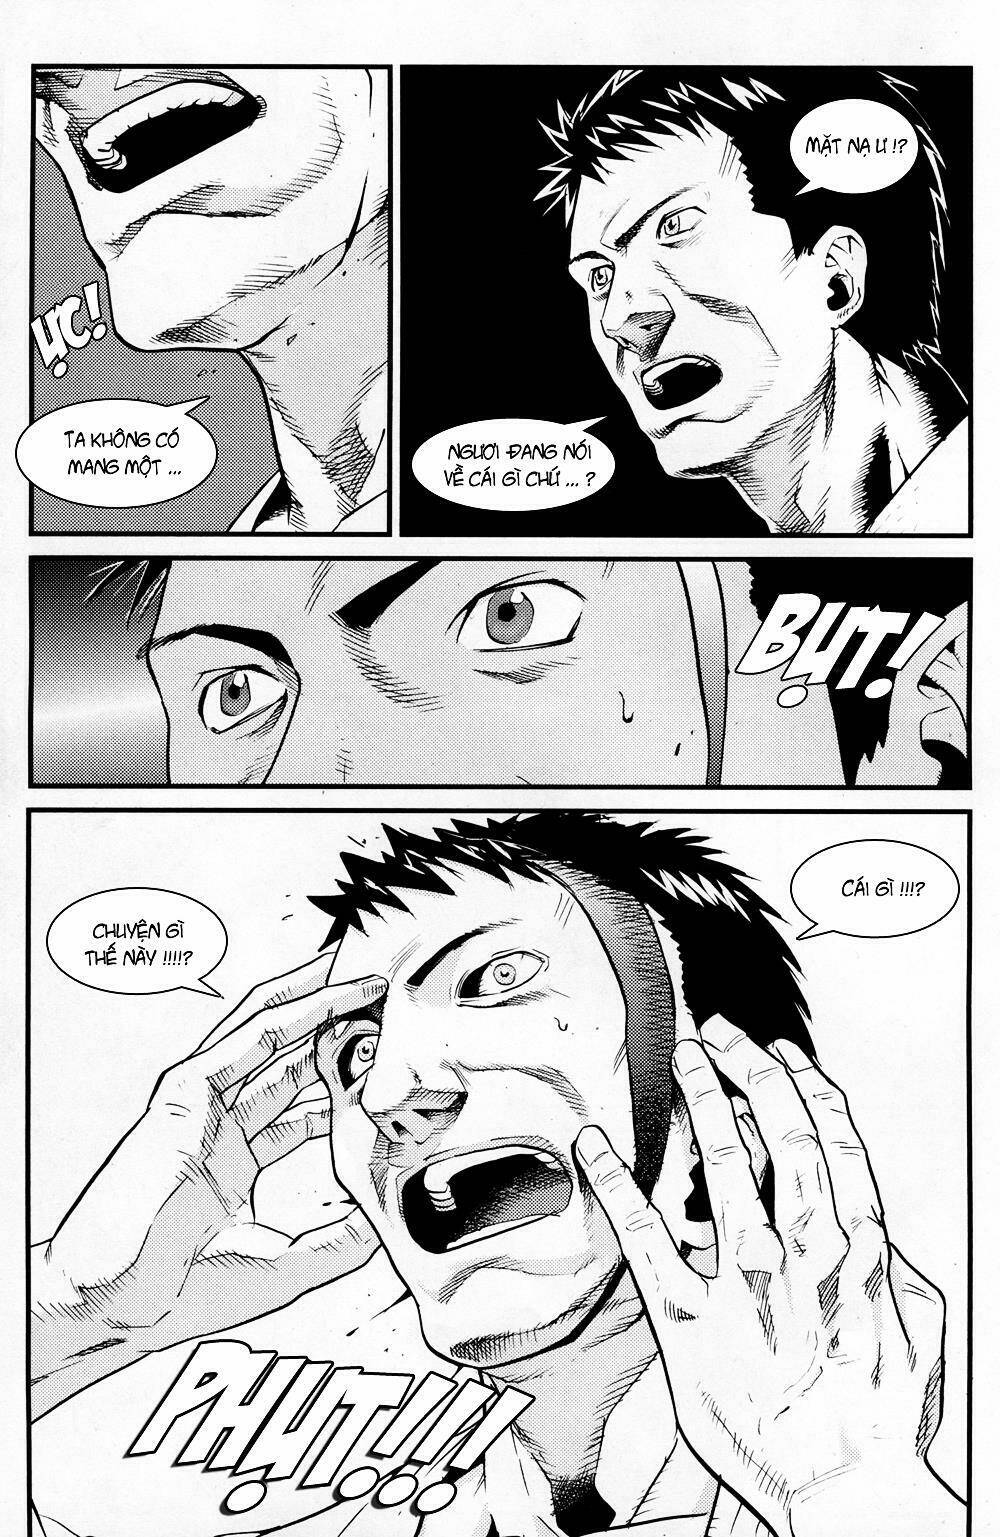 MẶT NẠ Ư !?
NGƯƠI ĐANG NÓI
VỀ CÁI GÌ CHỨ ... ?
ỰC!
TA KHÔNG CÓ
MANG MỘT ...
BỤT!
CÁI GÌ !!!?
CHUYỆN GÌ
THẾ NÀY !!!!?
PHỤT!!!